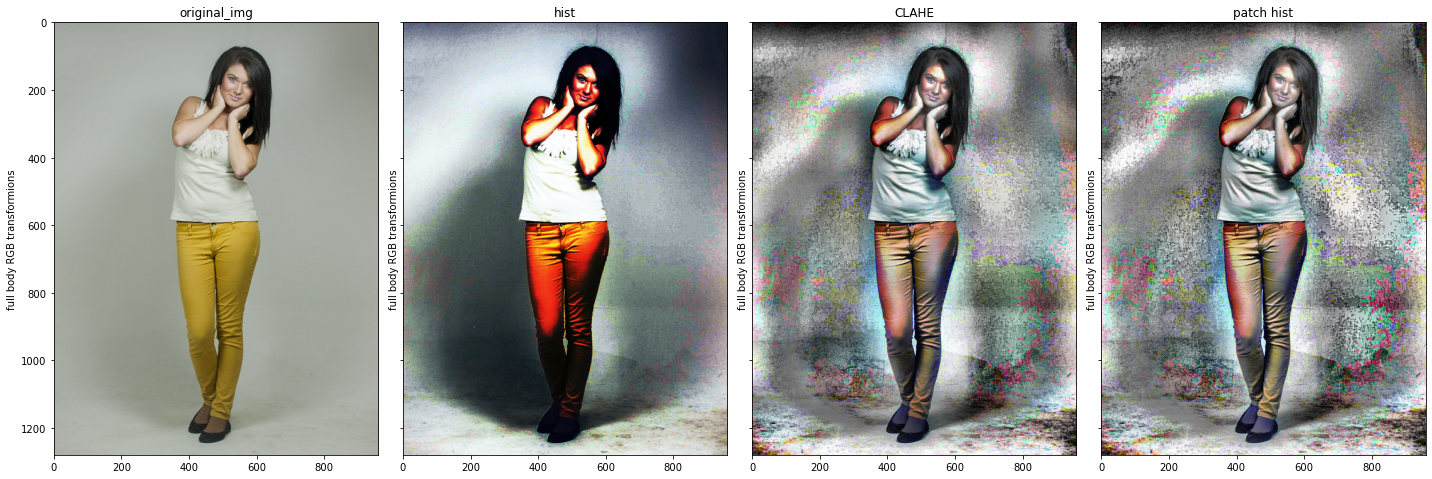 original_img
hist
CLAHE
patch hist
full body RGB transformions
full body RGB transformions
full body RGB transformions
full body RGB transformions
0
200
400
600
800
1000
1200
0 200 400 600 800
0 200 400 600 800
0 200 400 600 800
0 200 400 600 800